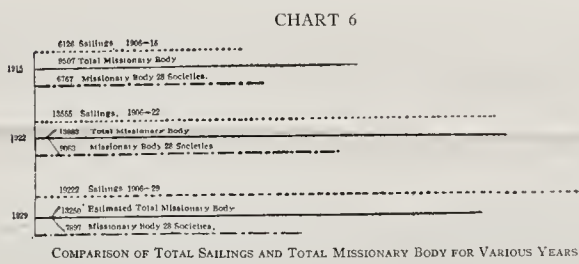 CHART 6
6126 Sailings 1906-15
1915
9507 Total Missionary Body
6767 Missionary Body 28 Societies.
13555 Sailings, 1906-22
1922
13883 Total Missionary Body
9063 Missionary Body 28 Societies
19222 Sailings 1906-29
1929
13250 Estimated Total Missionary Body
7897 Missionary Body 28 Societies,
COMPARISON OF TOTAL SAILINGS AND TOTAL MISSIONARY BODY FOR VARIOUS YEARS